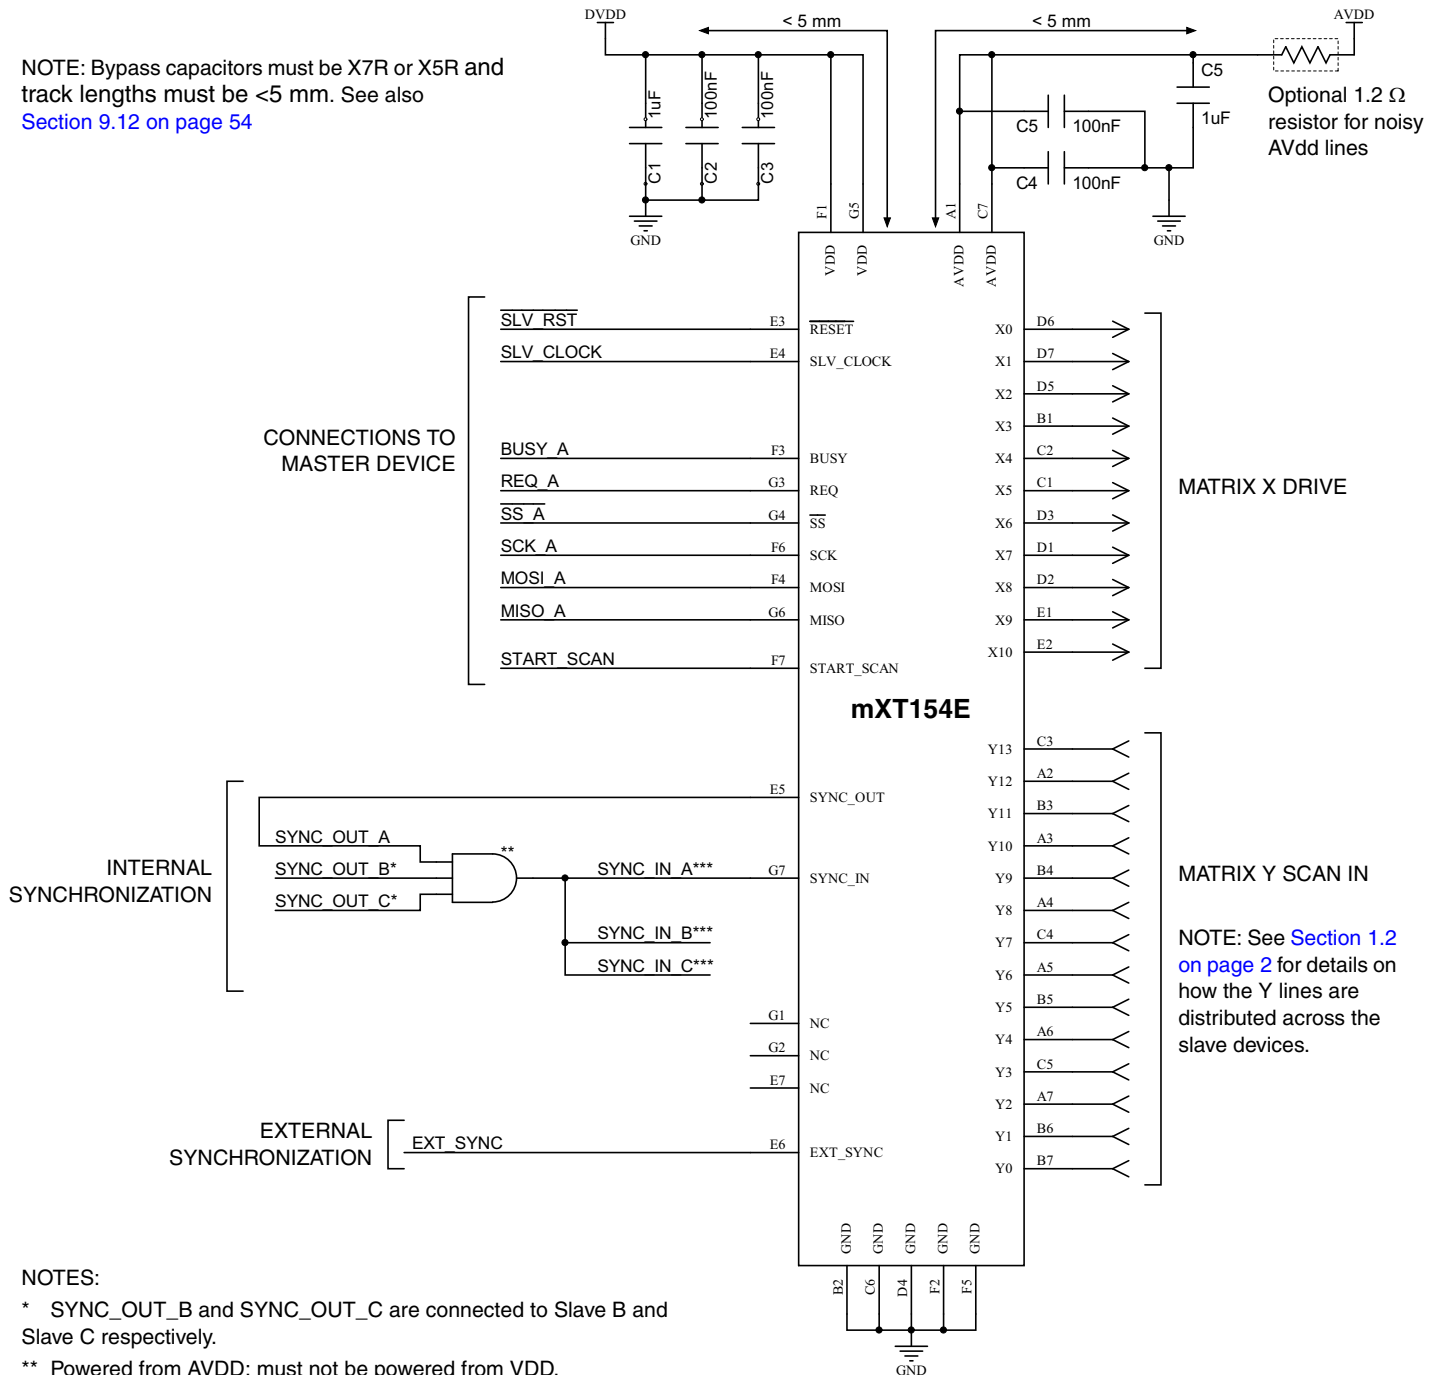 DVDD
< 5 mm
< 5 mm
AVDD
NOTE: Bypass capacitors must be X7R or X5R and
track lengths must be <5 mm. See also
Section 9.12 on page 54
1uF
100nF
100nF
C1
C2
C3
GND
C5
1uF
C5
100nF
C4
100nF
GND
Optional 1.2 Ω
resistor for noisy
AVdd lines
F1
G5
A1
C7
VDD
VDD
AVDD
AVDD
CONNECTIONS TO
MASTER DEVICE
SLV_RST E3 RESET
SLV_CLOCK E4 SLV_CLOCK
BUSY_A F3 BUSY
REQ_A G3 REQ
SS_A G4 SS
SCK_A F6 SCK
MOSI_A F4 MOSI
MISO_A G6 MISO
START_SCAN F7 START_SCAN
X0 D6
X1 D7
X2 D5
X3 B1
X4 C2
X5 C1
X6 D3
X7 D1
X8 D2
X9 E1
X10 E2
MATRIX X DRIVE
mXT154E
INTERNAL
SYNCHRONIZATION
E5 SYNC_OUT
SYNC_OUT_A
SYNC_OUT_B*
SYNC_OUT_C*
**
SYNC_IN_A*** G7 SYNC_IN
SYNC_IN_B***
SYNC_IN_C***
G1 NC
G2 NC
E7 NC
EXTERNAL
SYNCHRONIZATION
EXT_SYNC E6 EXT_SYNC
Y13 C3
Y12 A2
Y11 B3
Y10 A3
Y9 B4
Y8 A4
Y7 C4
Y6 A5
Y5 B5
Y4 A6
Y3 C5
Y2 A7
Y1 B6
Y0 B7
MATRIX Y SCAN IN
NOTE: See Section 1.2
on page 2 for details on
how the Y lines are
distributed across the
slave devices.
GND
GND
GND
GND
GND
B2
C6
D4
F2
F5
GND
NOTES:
* SYNC_OUT_B and SYNC_OUT_C are connected to Slave B and
Slave C respectively.
** Powered from AVDD; must not be powered from VDD.